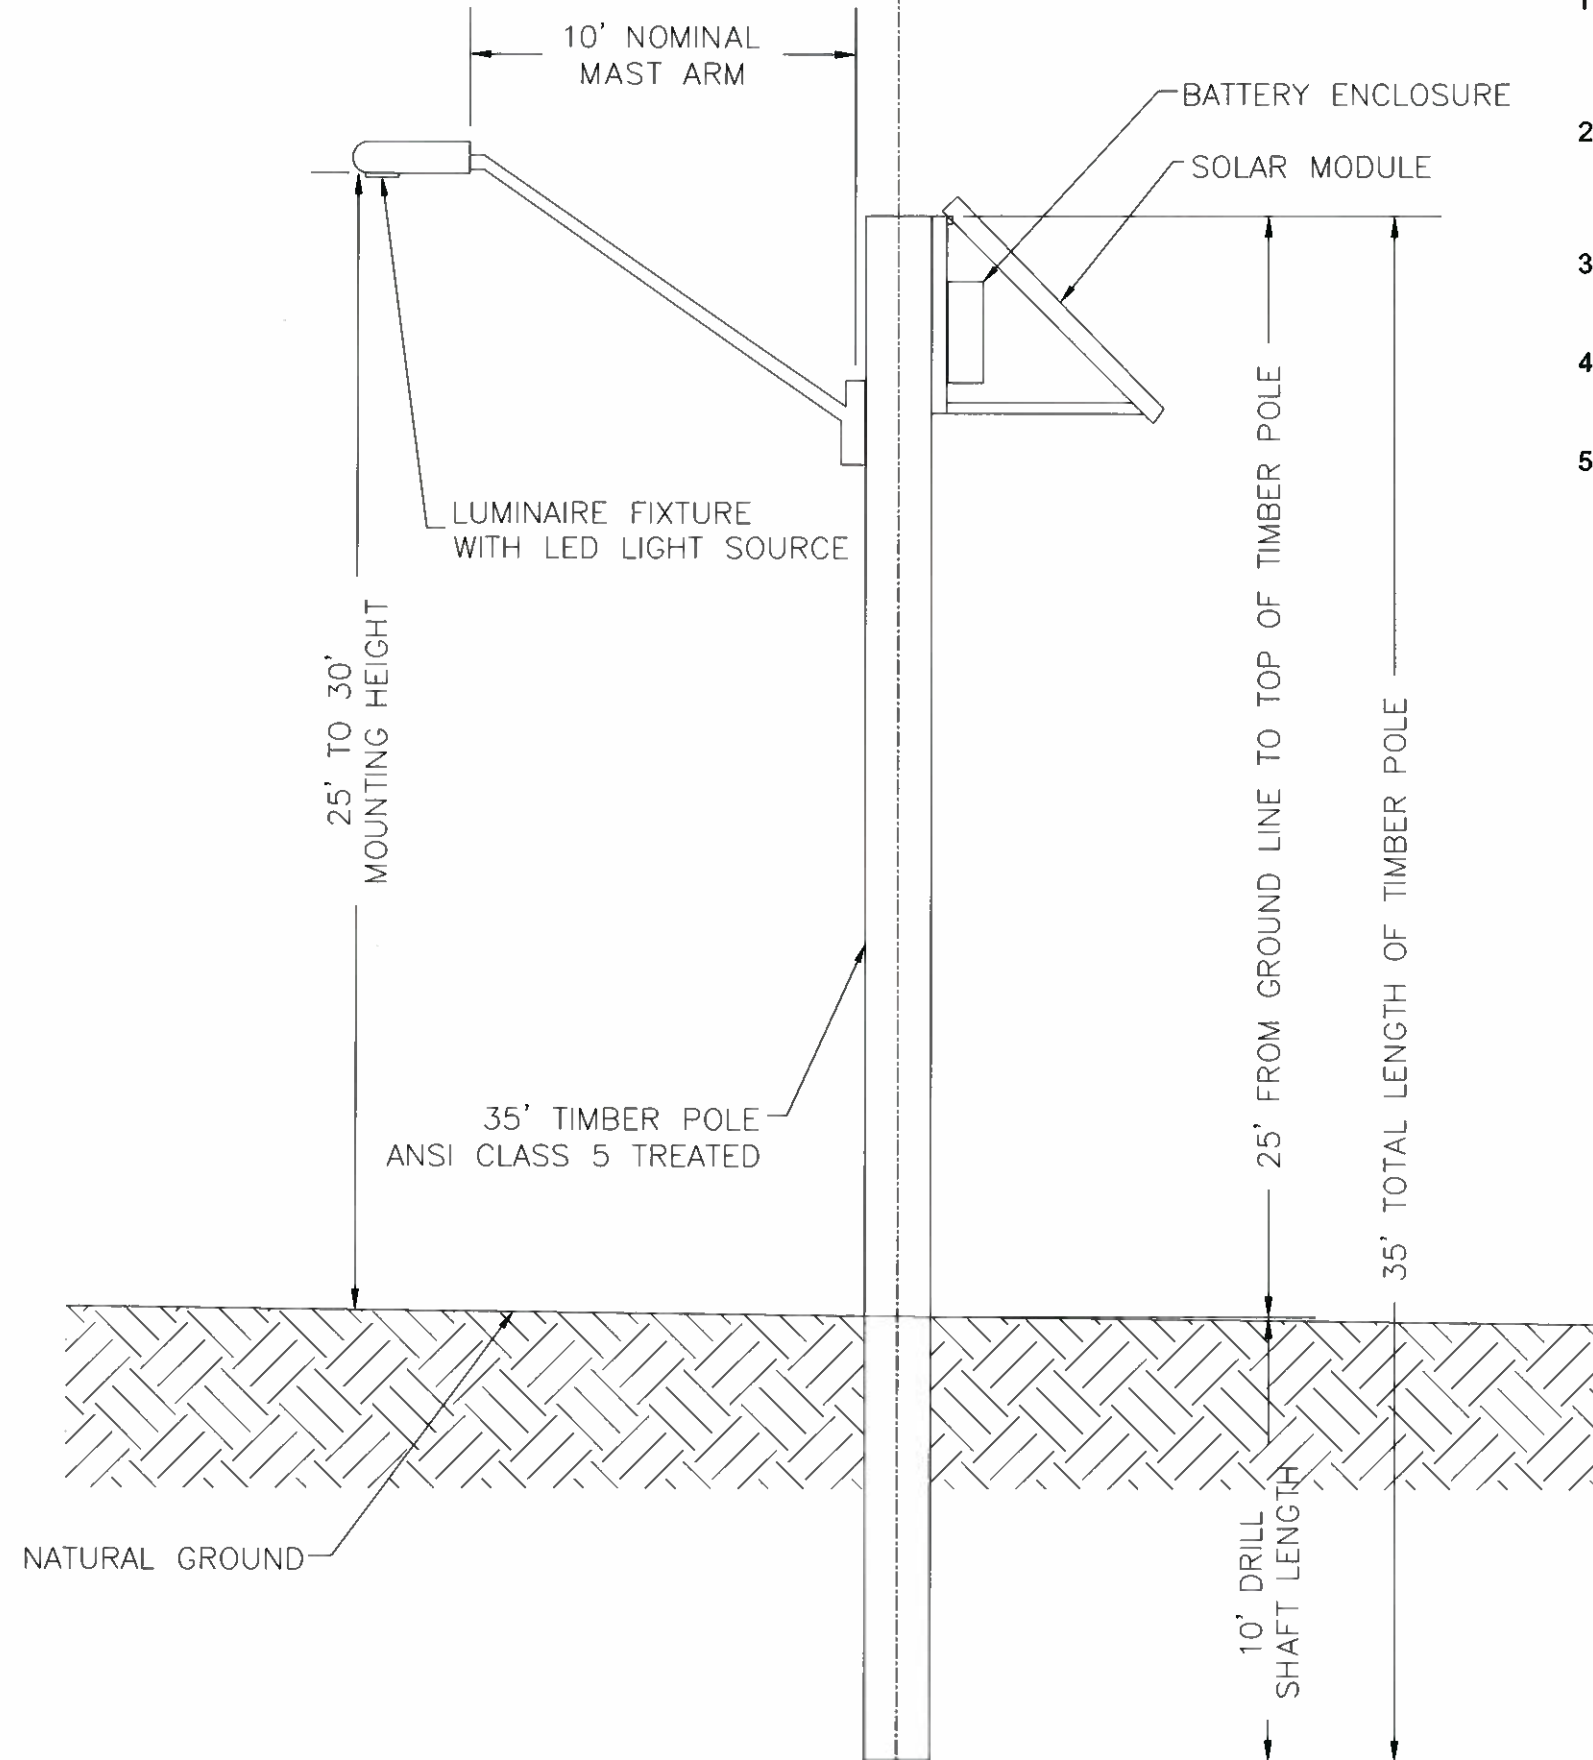 10' NOMINAL
MAST ARM
BATTERY ENCLOSURE
SOLAR MODULE
2
3
4
5
LUMINAIRE FIXTURE
WITH LED LIGHT SOURCE
25' TO 30'
MOUNTING HEIGHT
25' FROM GROUND LINE TO TOP OF TIMBER POLE
35' TOTAL LENGTH OF TIMBER POLE
35' TIMBER POLE
ANSI CLASS 5 TREATED
NATURAL GROUND
10' DRILL
SHAFT LENGTH